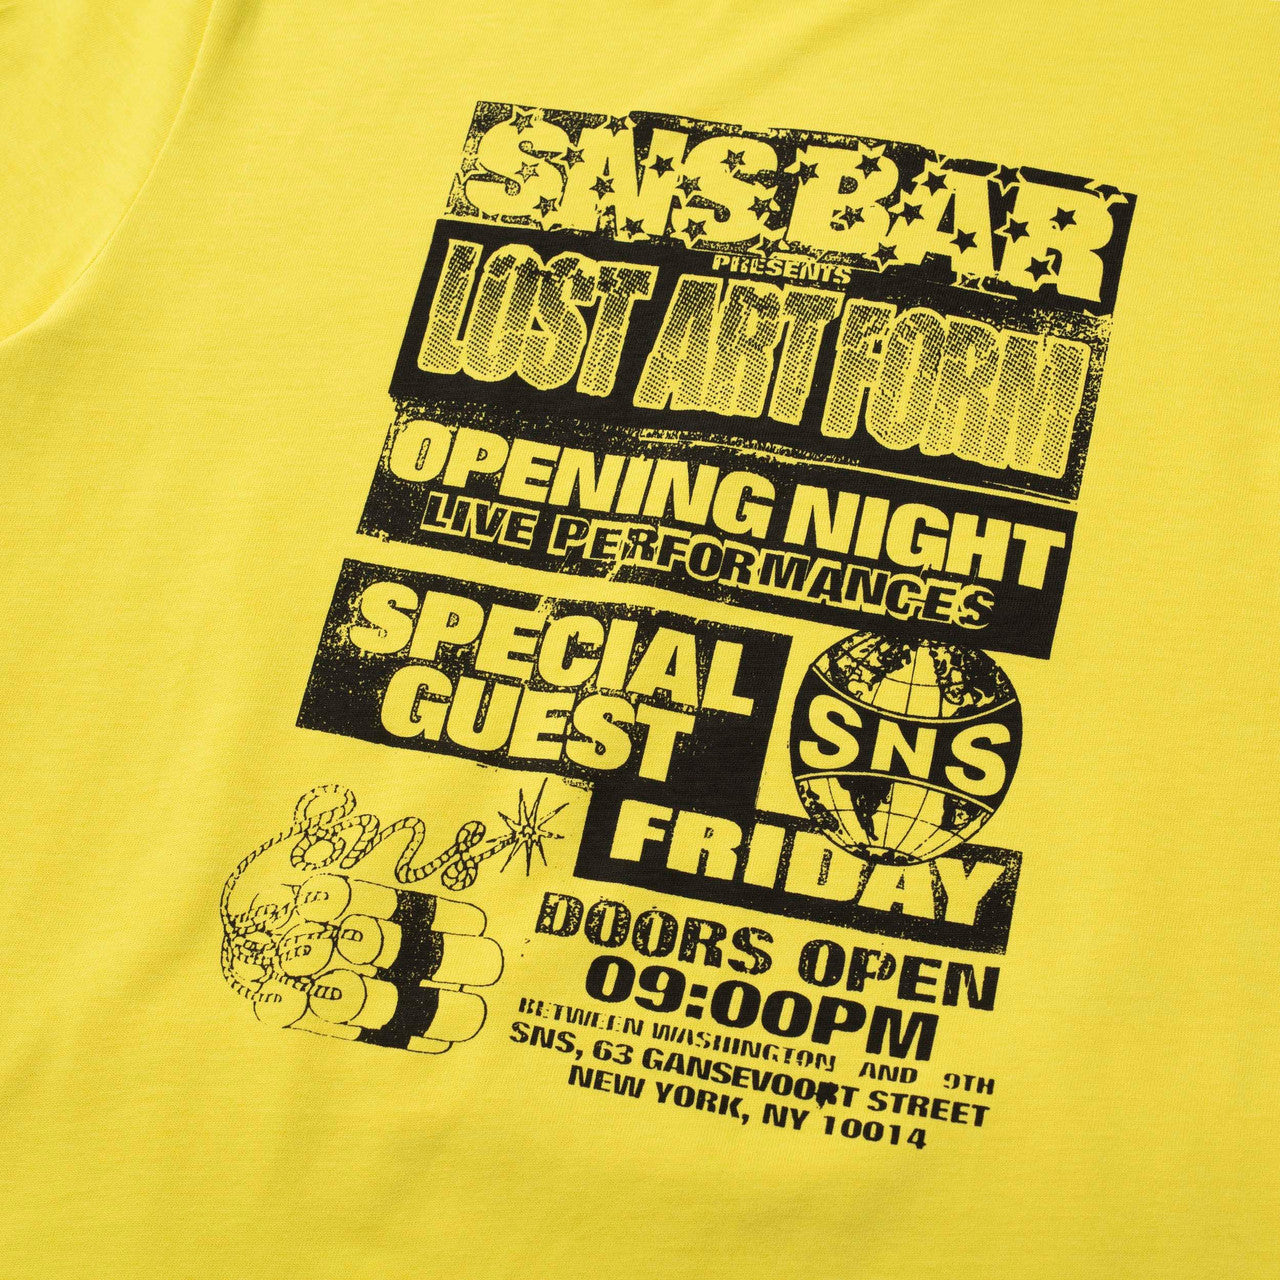 SNS BAR
PRESENTS
LOST ART FORM
OPENING NIGHT
LIVE PERFORMANCES
SPECIAL
GUEST
SNS
FRIDAY
sns
DOORS OPEN
09:00PM
BETWEEN WASHINGTON AND 9TH
SNS, 63 GANSEVOORT STREET
NEW YORK, NY 10014